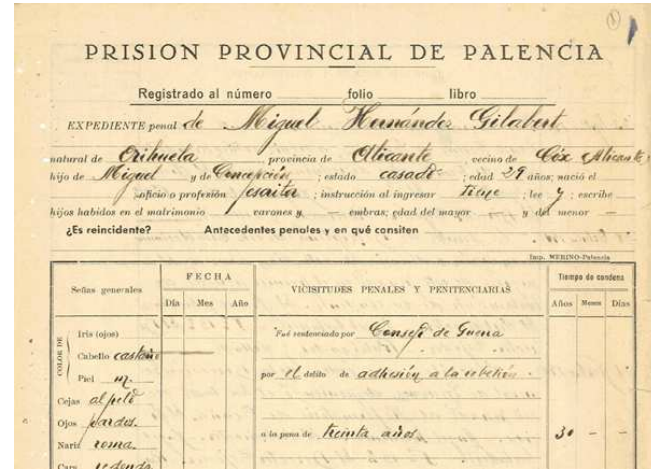 PRISION PROVINCIAL DE PALENCIA
Registrado al número folio libro
EXPEDIENTE penal de Miguel Hernández Gilabert
natural de Orihuela provincia de Alicante vecino de Cóx (Alicante)
hijo de Miguel y de Concepción ; estado casado ; edad 29 años; nació el
oficio o profesión escritor ; instrucción al ingresar tiene ; lee y ; escribe
hijos habidos en el matrimonio varones y embras; edad del mayor y del menor —
¿Es reincidente? Antecedentes penales y en qué consiten
Imp. MERINO-Palencia
Señas generales FECHA VICISITUDES PENALES Y PENITENCIARIAS Tiempo de condena
Día Mes Año Años Meses Días
COLOR DE
Iris (ojos) Fué sentenciado por Consejo de Guerra
Cabello castaño
Piel por el delito de adhesión a la rebelión
Cejas al pelo
Ojos pardos.
Nariz roma. a la pena de treinta años. 30 - -
Cara redonda